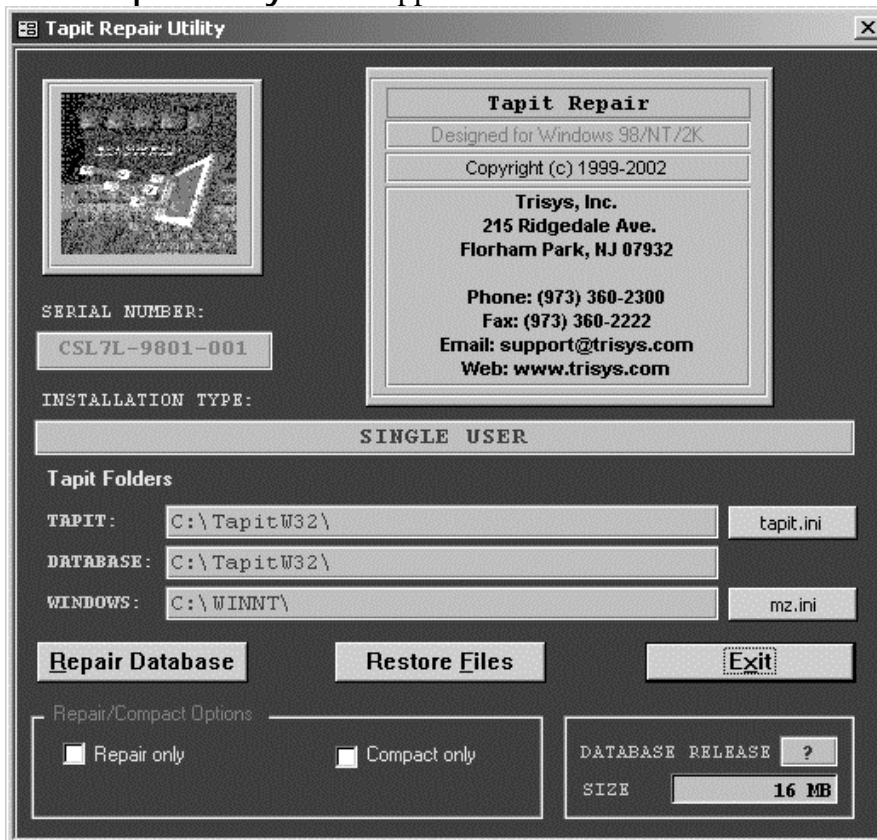 Tapit Repair Utility
Tapit Repair
Designed for Windows 98/NT/2K
Copyright (c) 1999-2002
Trisys, Inc.
215 Ridgedale Ave.
Florham Park, NJ 07932
Phone: (973) 360-2300
Fax: (973) 360-2222
Email: support@trisys.com
Web: www.trisys.com
SERIAL NUMBER:
CSL7L-9801-001
INSTALLATION TYPE:
SINGLE USER
Tapit Folders
TAPIT: C:\TapitW32\ tapit.ini
DATABASE: C:\TapitW32\
WINDOWS: C:\WINNT\ mz.ini
Repair Database Restore Files Exit
Repair/Compact Options
Repair only Compact only
DATABASE RELEASE ?
SIZE 16 MB